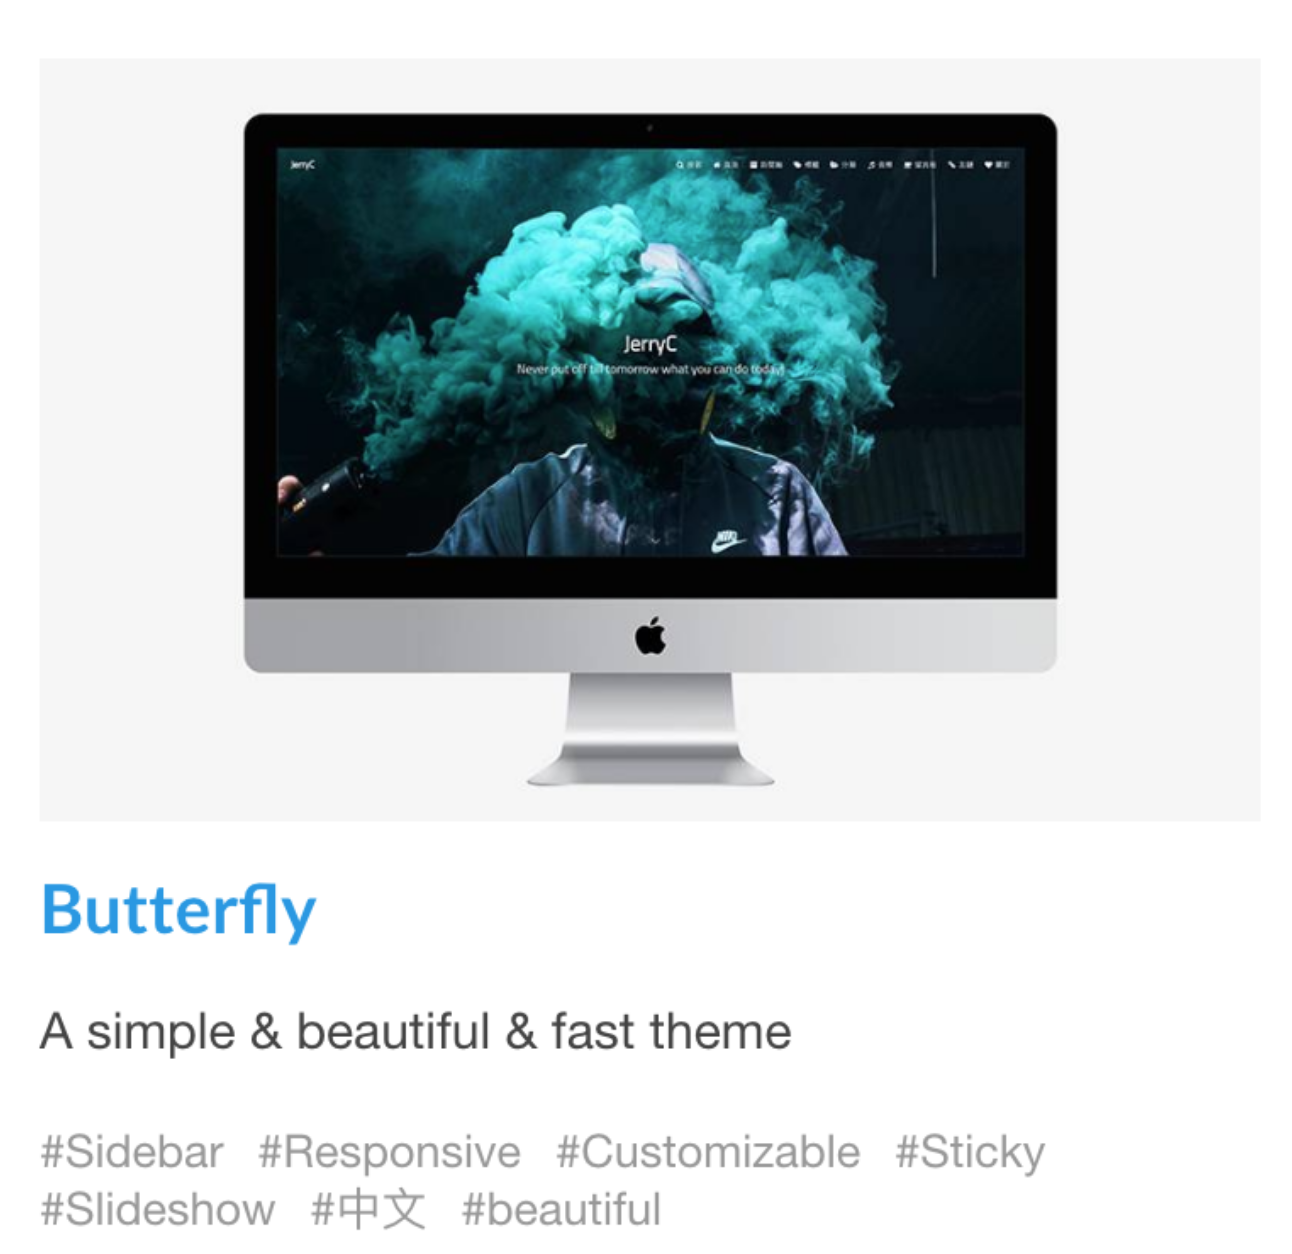 JerryC
JerryC
Never put off till tomorrow what you can do today!
NIKE
Butterfly
A simple & beautiful & fast theme
#Sidebar #Responsive #Customizable #Sticky
#Slideshow #中文 #beautiful